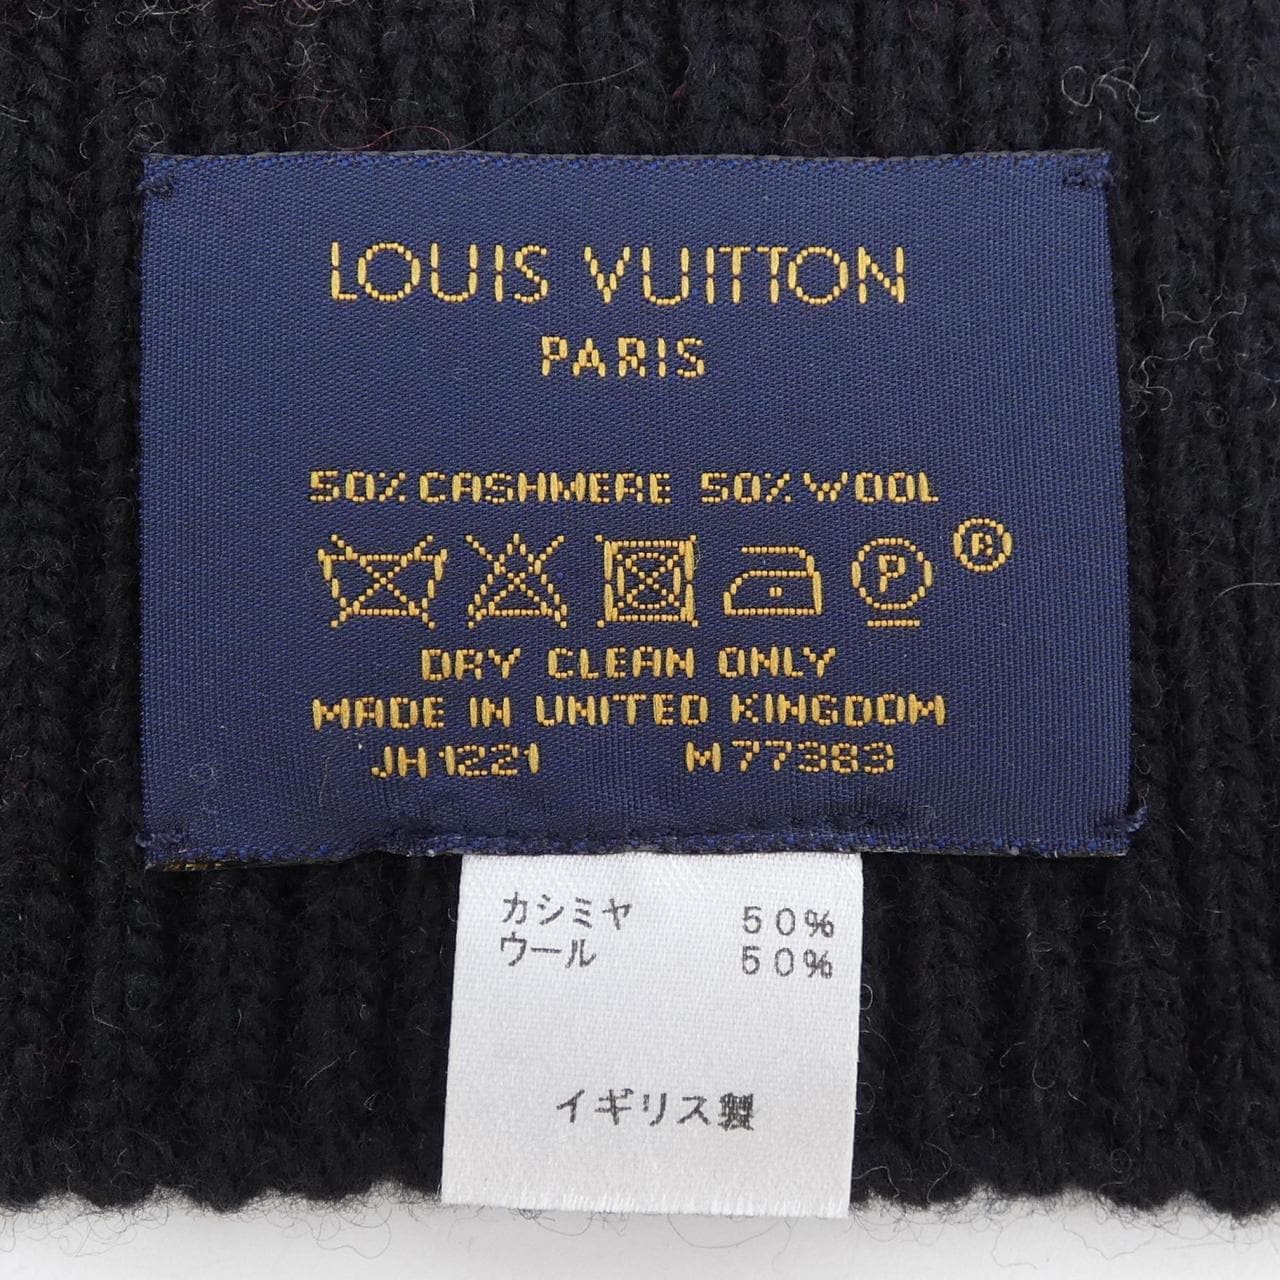 LOUIS VUITTON
PARIS
50% CASHMERE 50% WOOL
P ®
DRY CLEAN ONLY
MADE IN UNITED KINGDOM
JH1221 M77383
カシミヤ 50%
ウール 50%
イギリス製